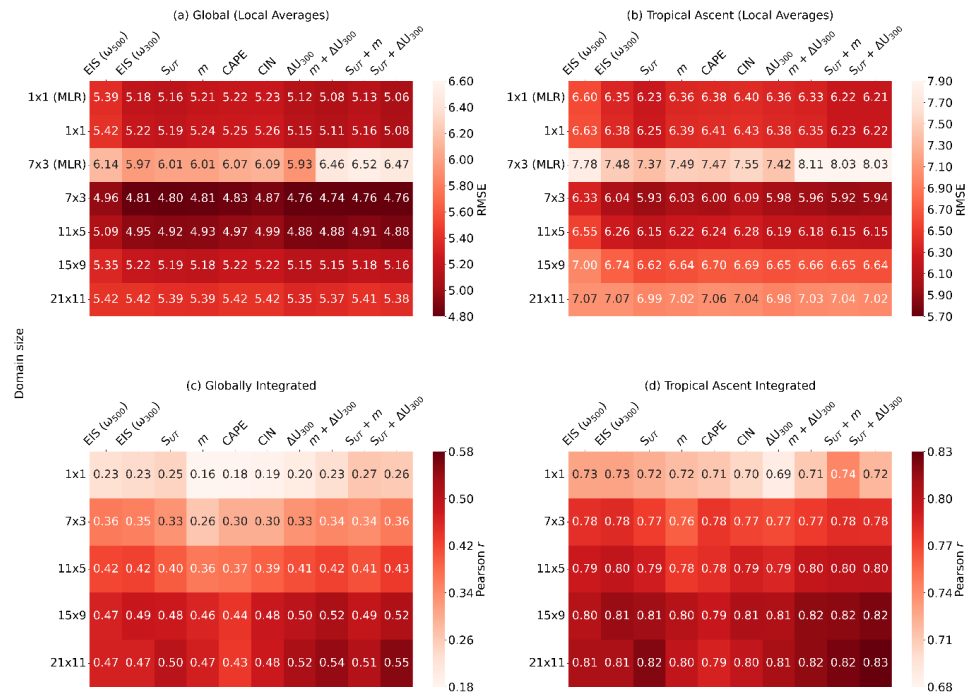 (a) Global (Local Averages)
EIS (ω500) EIS (ω300) SUT m CAPE CIN ΔU300 m + ΔU300 SUT + m SUT + ΔU300
1x1 (MLR) 5.39 5.18 5.16 5.21 5.22 5.23 5.12 5.08 5.13 5.06
1x1 5.42 5.22 5.19 5.24 5.25 5.26 5.15 5.11 5.16 5.08
7x3 (MLR) 6.14 5.97 6.01 6.01 6.07 6.09 5.93 6.46 6.52 6.47
7x3 4.96 4.81 4.80 4.81 4.83 4.87 4.76 4.74 4.76 4.76
11x5 5.09 4.95 4.92 4.93 4.97 4.99 4.88 4.88 4.91 4.88
15x9 5.35 5.22 5.19 5.18 5.22 5.22 5.15 5.15 5.18 5.16
21x11 5.42 5.42 5.39 5.39 5.42 5.42 5.35 5.37 5.41 5.38
6.60
6.40
6.20
6.00
5.80
5.60
5.40
5.20
5.00
4.80
RMSE
(b) Tropical Ascent (Local Averages)
EIS (ω500) EIS (ω300) SUT m CAPE CIN ΔU300 m + ΔU300 SUT + m SUT + ΔU300
1x1 (MLR) 6.60 6.35 6.23 6.36 6.38 6.40 6.36 6.33 6.22 6.21
1x1 6.63 6.38 6.25 6.39 6.41 6.43 6.38 6.35 6.23 6.22
7x3 (MLR) 7.78 7.48 7.37 7.49 7.47 7.55 7.42 8.11 8.03 8.03
7x3 6.33 6.04 5.93 6.03 6.00 6.09 5.98 5.96 5.92 5.94
11x5 6.55 6.26 6.15 6.22 6.24 6.28 6.19 6.18 6.15 6.15
15x9 7.00 6.74 6.62 6.64 6.70 6.69 6.65 6.66 6.65 6.64
21x11 7.07 7.07 6.99 7.02 7.06 7.04 6.98 7.03 7.04 7.02
7.90
7.70
7.50
7.30
7.10
6.90
6.70
6.50
6.30
6.10
5.90
5.70
RMSE
Domain size
(c) Globally Integrated
EIS (ω500) EIS (ω300) SUT m CAPE CIN ΔU300 m + ΔU300 SUT + m SUT + ΔU300
1x1 0.23 0.23 0.25 0.16 0.18 0.19 0.20 0.23 0.27 0.26
7x3 0.36 0.35 0.33 0.26 0.30 0.30 0.33 0.34 0.34 0.36
11x5 0.42 0.42 0.40 0.36 0.37 0.39 0.41 0.42 0.41 0.43
15x9 0.47 0.49 0.48 0.46 0.44 0.48 0.50 0.52 0.49 0.52
21x11 0.47 0.47 0.50 0.47 0.43 0.48 0.52 0.54 0.51 0.55
0.58
0.50
0.42
0.34
0.26
0.18
Pearson r
(d) Tropical Ascent Integrated
EIS (ω500) EIS (ω300) SUT m CAPE CIN ΔU300 m + ΔU300 SUT + m SUT + ΔU300
1x1 0.73 0.73 0.72 0.72 0.71 0.70 0.69 0.71 0.74 0.72
7x3 0.78 0.78 0.77 0.76 0.78 0.77 0.77 0.77 0.78 0.78
11x5 0.79 0.80 0.79 0.78 0.78 0.79 0.79 0.80 0.80 0.80
15x9 0.80 0.81 0.81 0.80 0.79 0.81 0.81 0.82 0.82 0.82
21x11 0.81 0.81 0.82 0.80 0.79 0.80 0.81 0.82 0.82 0.83
0.83
0.80
0.77
0.74
0.71
0.68
Pearson r